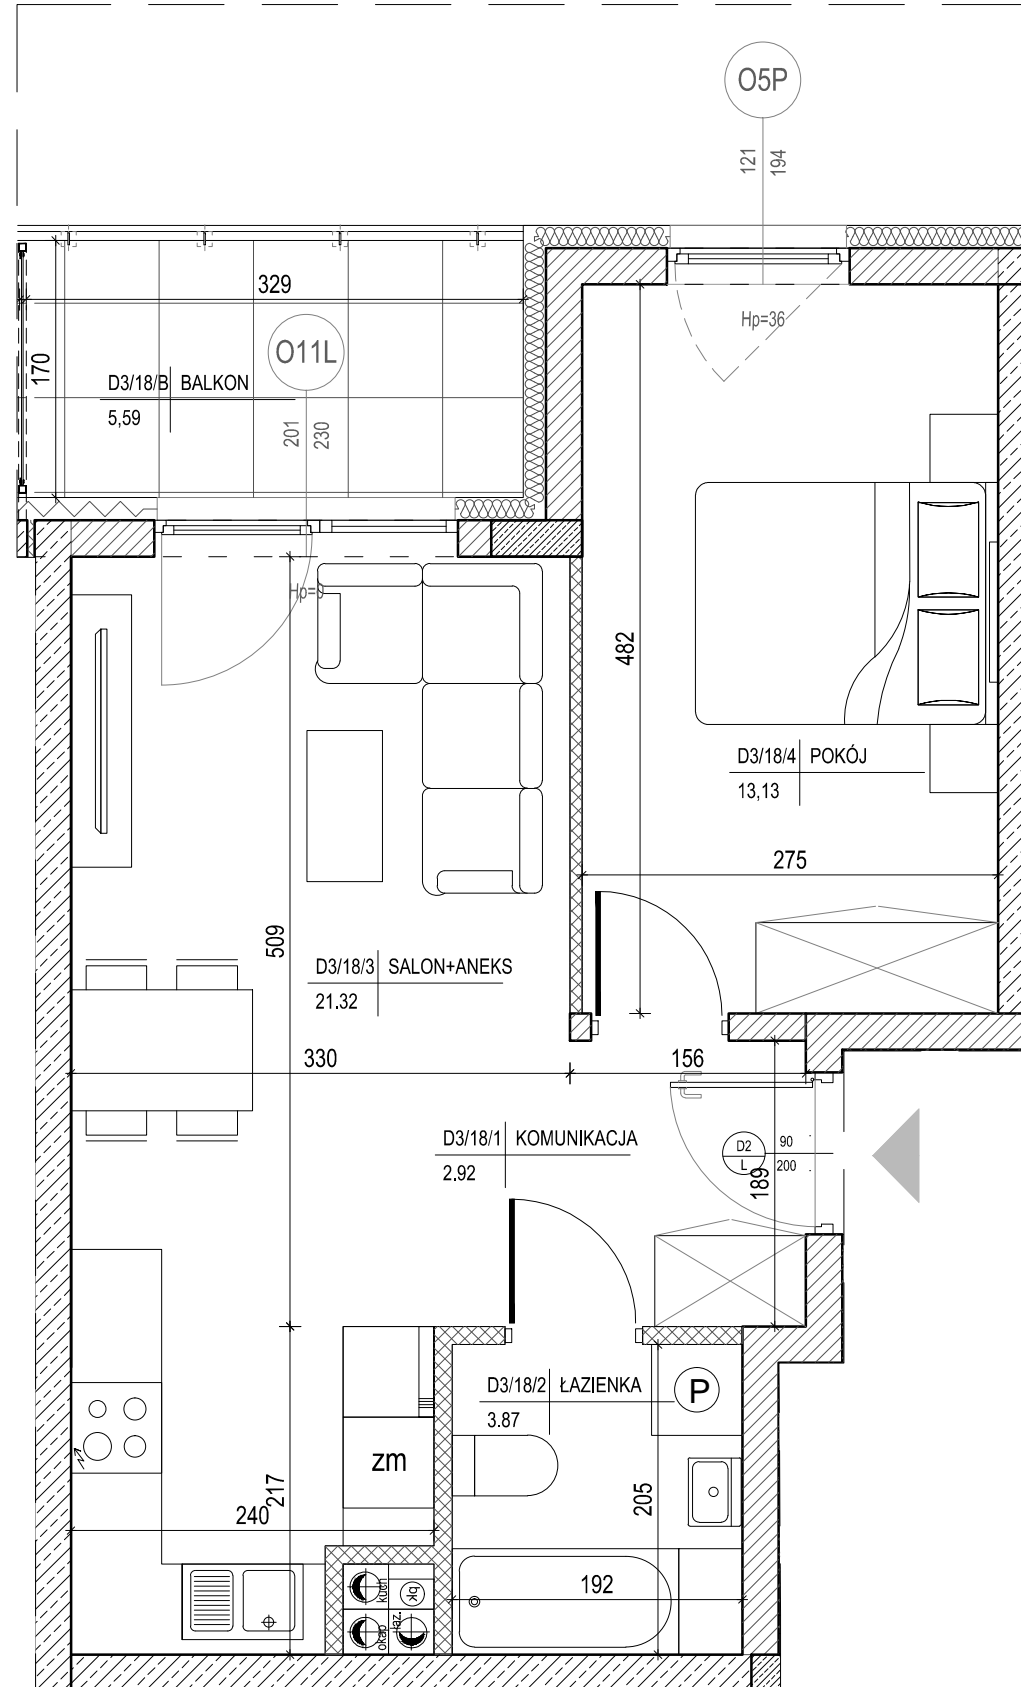 O5P
121
194
329
Hp=36
O11L
170
D3/18/B BALKON
5,59
201
230
Hp=0
482
D3/18/4 POKÓJ
13,13
275
509
D3/18/3 SALON+ANEKS
21.32
330
156
D3/18/1 KOMUNIKACJA
2.92
D2
L
90
200
189
D3/18/2 ŁAZIENKA
3.87
P
zm
217
240
205
192
kuch
bk
okap
łaz.